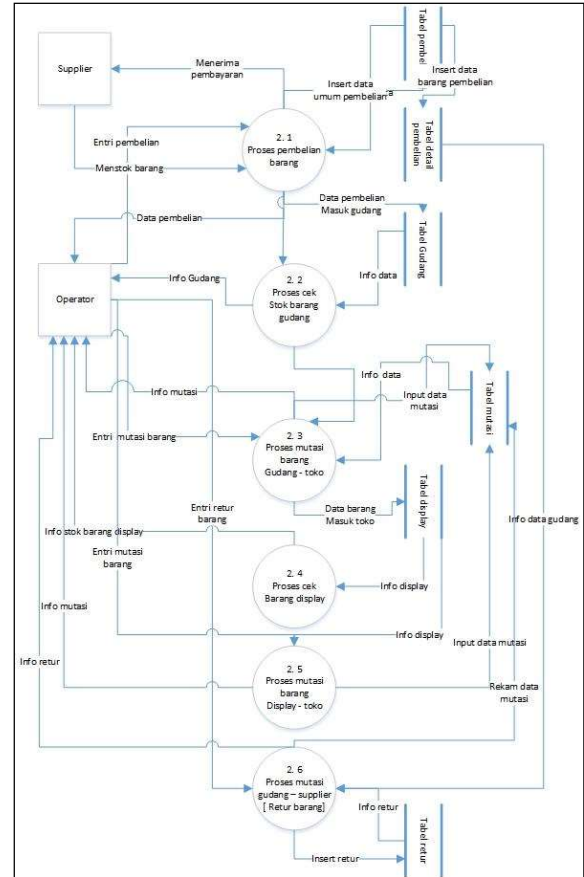 Tabel pembel
Supplier
Menerima
pembayaran
Insert data
umum pembelian
Insert data
barang pembelian
2. 1
Proses pembelian
barang
Tabel detail
pembelian
Entri pembelian
Menstok barang
Data pembelian
Masuk gudang
Data pembelian
Tabel Gudang
Operator
Info Gudang
2. 2
Proses cek
Stok barang
gudang
Info data
Info data
Info mutasi
Input data
mutasi
Tabel mutasi
Entri mutasi barang
2. 3
Proses mutasi
barang
Gudang - toko
Data barang
Masuk toko
Tabel display
Entri retur
barang
Info data gudang
Info stok barang display
Entri mutasi
barang
2. 4
Proses cek
Barang display
Info display
Info mutasi
Info display
Input data mutasi
Info retur
2. 5
Proses mutasi
barang
Display - toko
Rekam data
mutasi
2. 6
Proses mutasi
gudang – supplier
[ Retur barang]
Info retur
Insert retur
Tabel retur